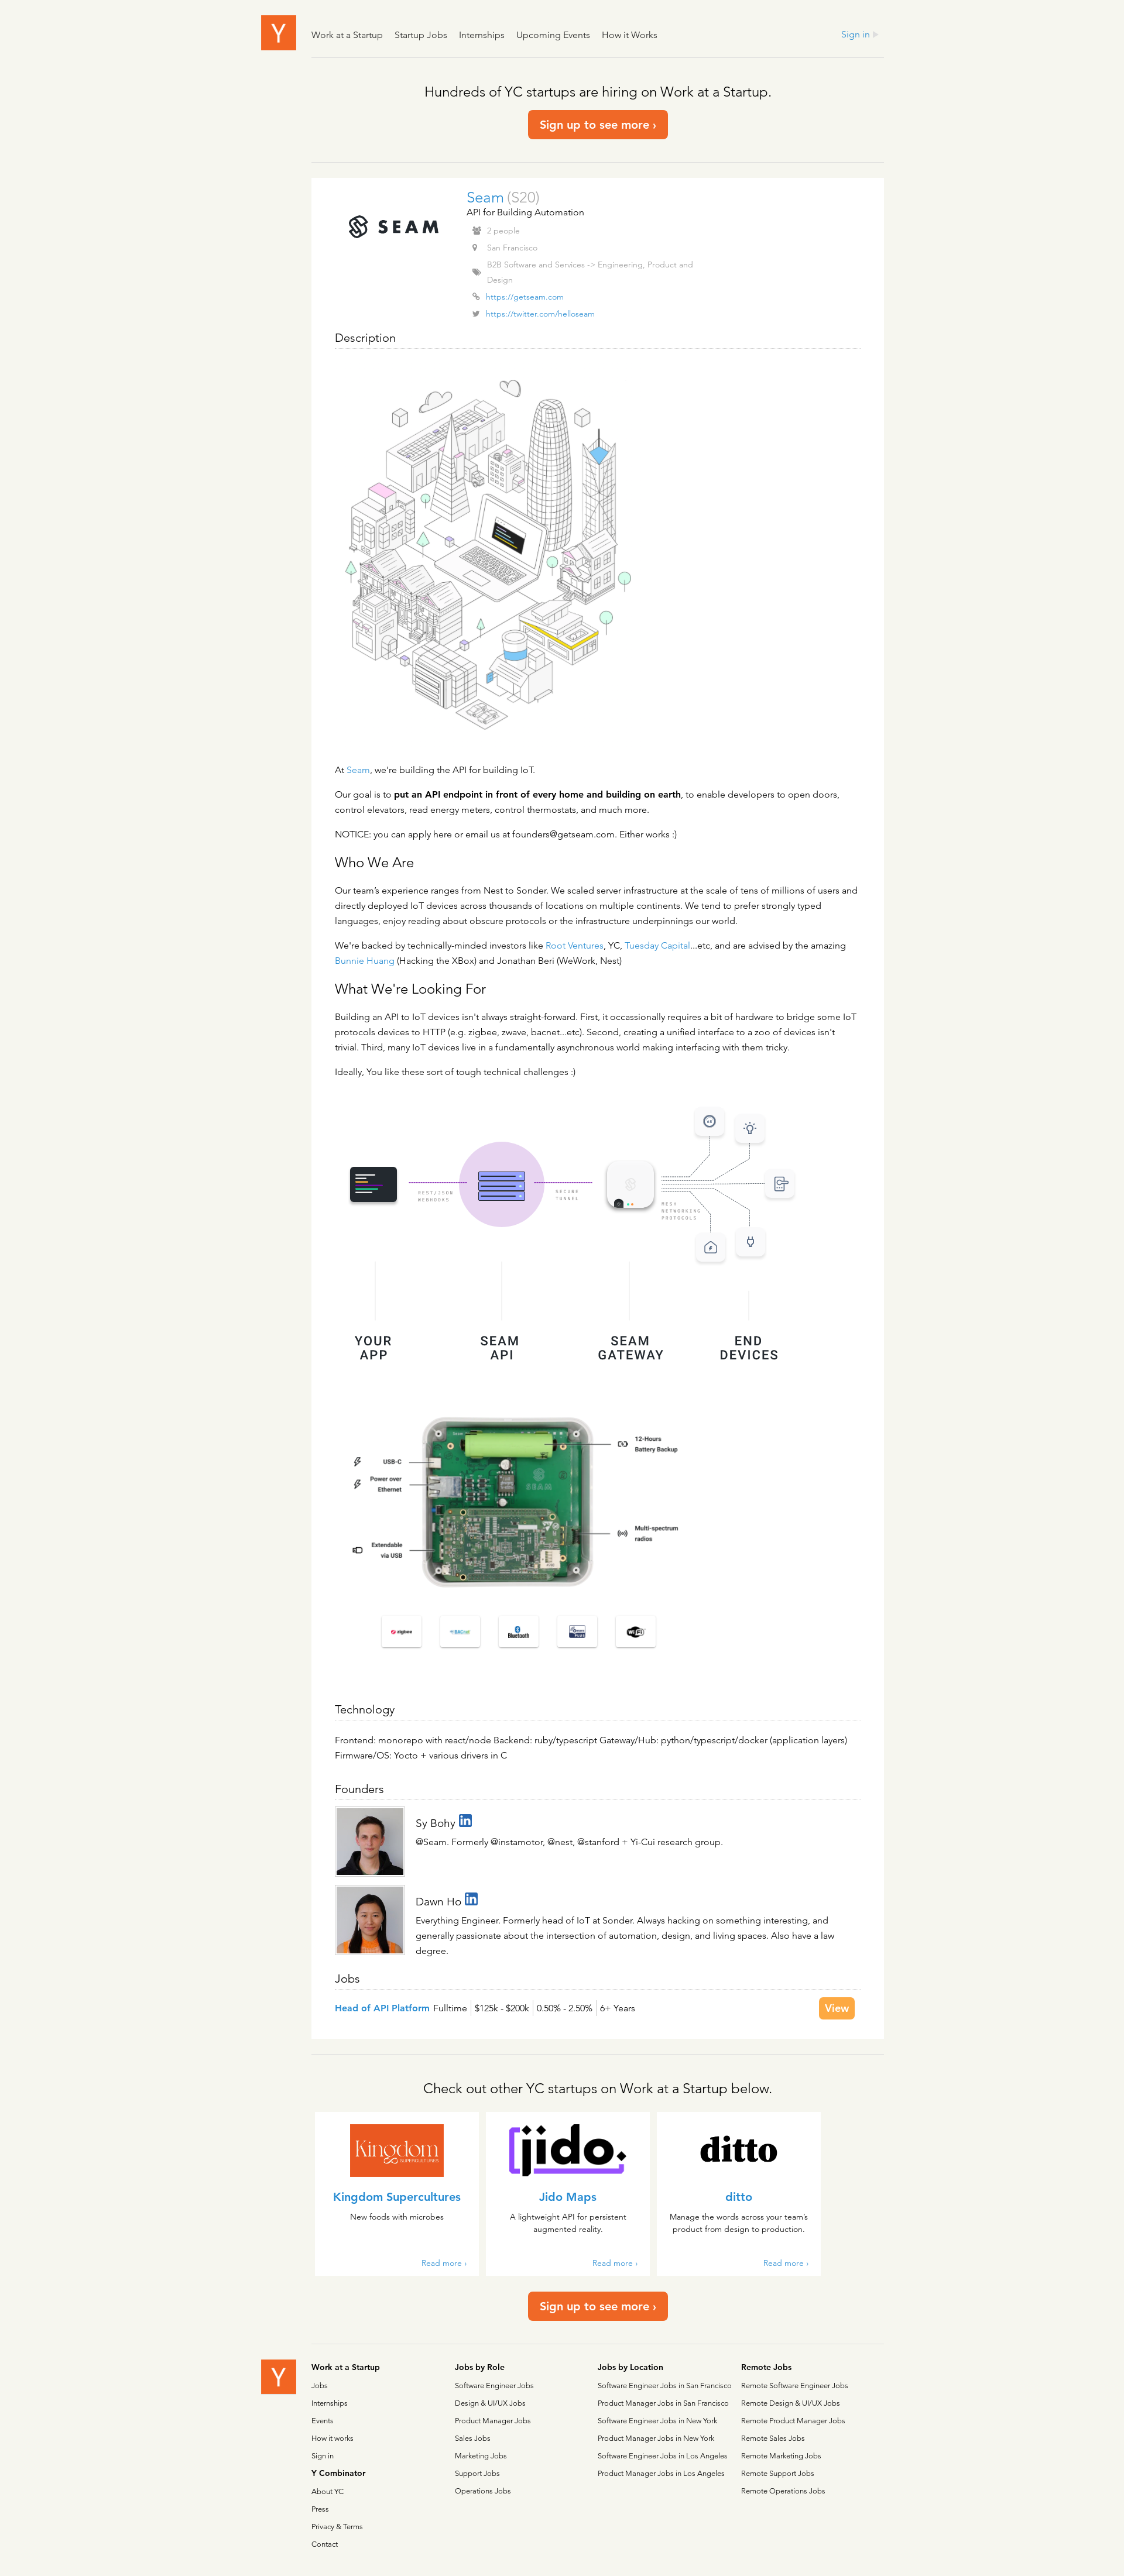 Y
Work at a Startup Startup Jobs Internships Upcoming Events How it Works Sign in
Hundreds of YC startups are hiring on Work at a Startup.
Sign up to see more ›
SEAM
Seam (S20)
API for Building Automation
2 people
San Francisco
B2B Software and Services -> Engineering, Product and
Design
https://getseam.com
https://twitter.com/helloseam
Description
At Seam, we're building the API for building IoT.
Our goal is to put an API endpoint in front of every home and building on earth, to enable developers to open doors,
control elevators, read energy meters, control thermostats, and much more.
NOTICE: you can apply here or email us at founders@getseam.com. Either works :)
Who We Are
Our team's experience ranges from Nest to Sonder. We scaled server infrastructure at the scale of tens of millions of users and
directly deployed IoT devices across thousands of locations on multiple continents. We tend to prefer strongly typed
languages, enjoy reading about obscure protocols or the infrastructure underpinnings our world.
We're backed by technically-minded investors like Root Ventures, YC, Tuesday Capital...etc, and are advised by the amazing
Bunnie Huang (Hacking the XBox) and Jonathan Beri (WeWork, Nest)
What We're Looking For
Building an API to IoT devices isn't always straight-forward. First, it occassionally requires a bit of hardware to bridge some IoT
protocols devices to HTTP (e.g. zigbee, zwave, bacnet...etc). Second, creating a unified interface to a zoo of devices isn't
trivial. Third, many IoT devices live in a fundamentally asynchronous world making interfacing with them tricky.
Ideally, You like these sort of tough technical challenges :)
REST/JSON
WEBHOOKS
SECURE
TUNNEL
MESH
NETWORKING
PROTOCOLS
YOUR
APP
SEAM
API
SEAM
GATEWAY
END
DEVICES
12-Hours
Battery Backup
USB-C
Power over
Ethernet
SEAM
Multi-spectrum
radios
Extendable
via USB
zigbee BACnet Bluetooth WiFi
Technology
Frontend: monorepo with react/node Backend: ruby/typescript Gateway/Hub: python/typescript/docker (application layers)
Firmware/OS: Yocto + various drivers in C
Founders
Sy Bohy in
@Seam. Formerly @instamotor, @nest, @stanford + Yi-Cui research group.
Dawn Ho in
Everything Engineer. Formerly head of IoT at Sonder. Always hacking on something interesting, and
generally passionate about the intersection of automation, design, and living spaces. Also have a law
degree.
Jobs
Head of API Platform Fulltime $125k - $200k 0.50% - 2.50% 6+ Years View
Check out other YC startups on Work at a Startup below.
Kingdom
SUPERCULTURES
Kingdom Supercultures
New foods with microbes
Read more ›
jido.
Jido Maps
A lightweight API for persistent
augmented reality.
Read more ›
ditto
ditto
Manage the words across your team's
product from design to production.
Read more ›
Sign up to see more ›
Y
Work at a Startup
Jobs
Internships
Events
How it works
Sign in
Y Combinator
About YC
Press
Privacy & Terms
Contact
Jobs by Role
Software Engineer Jobs
Design & UI/UX Jobs
Product Manager Jobs
Sales Jobs
Marketing Jobs
Support Jobs
Operations Jobs
Jobs by Location
Software Engineer Jobs in San Francisco
Product Manager Jobs in San Francisco
Software Engineer Jobs in New York
Product Manager Jobs in New York
Software Engineer Jobs in Los Angeles
Product Manager Jobs in Los Angeles
Remote Jobs
Remote Software Engineer Jobs
Remote Design & UI/UX Jobs
Remote Product Manager Jobs
Remote Sales Jobs
Remote Marketing Jobs
Remote Support Jobs
Remote Operations Jobs